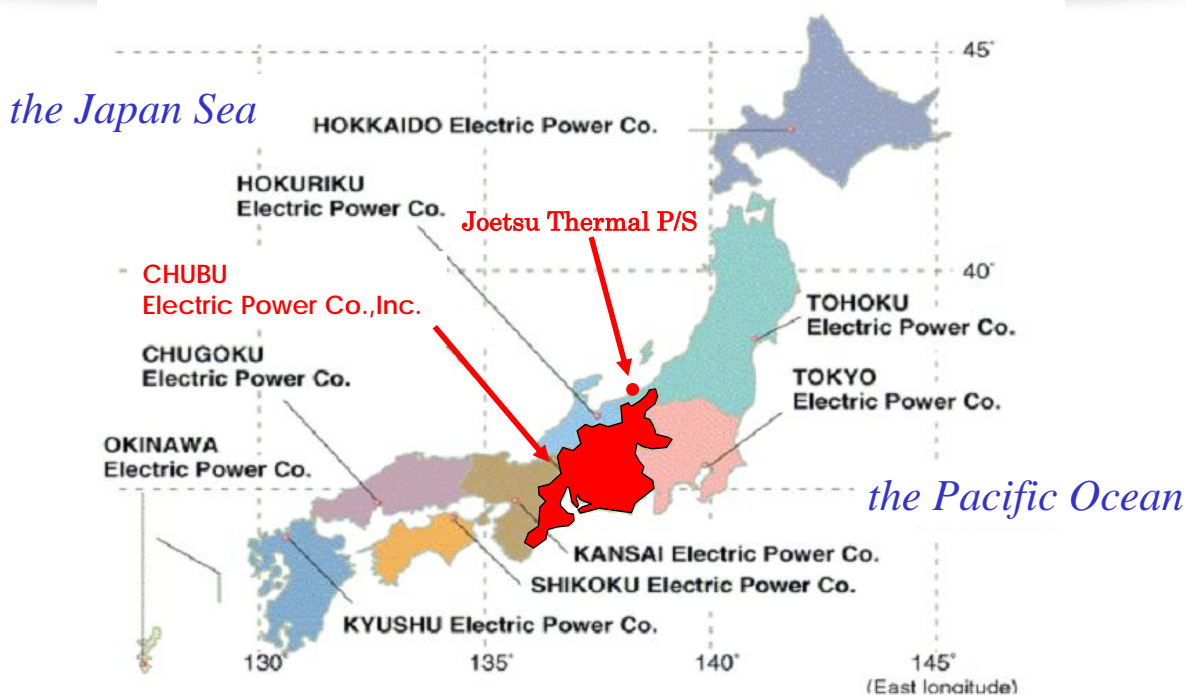 45°
the Japan Sea
HOKKAIDO Electric Power Co.
HOKURIKU
Electric Power Co.
Joetsu Thermal P/S
CHUBU
Electric Power Co.,Inc.
40°
TOHOKU
Electric Power Co.
CHUGOKU
Electric Power Co.
TOKYO
Electric Power Co.
OKINAWA
Electric Power Co.
the Pacific Ocean
KANSAI Electric Power Co.
SHIKOKU Electric Power Co.
KYUSHU Electric Power Co.
130°
135°
140°
145°
(East longitude)